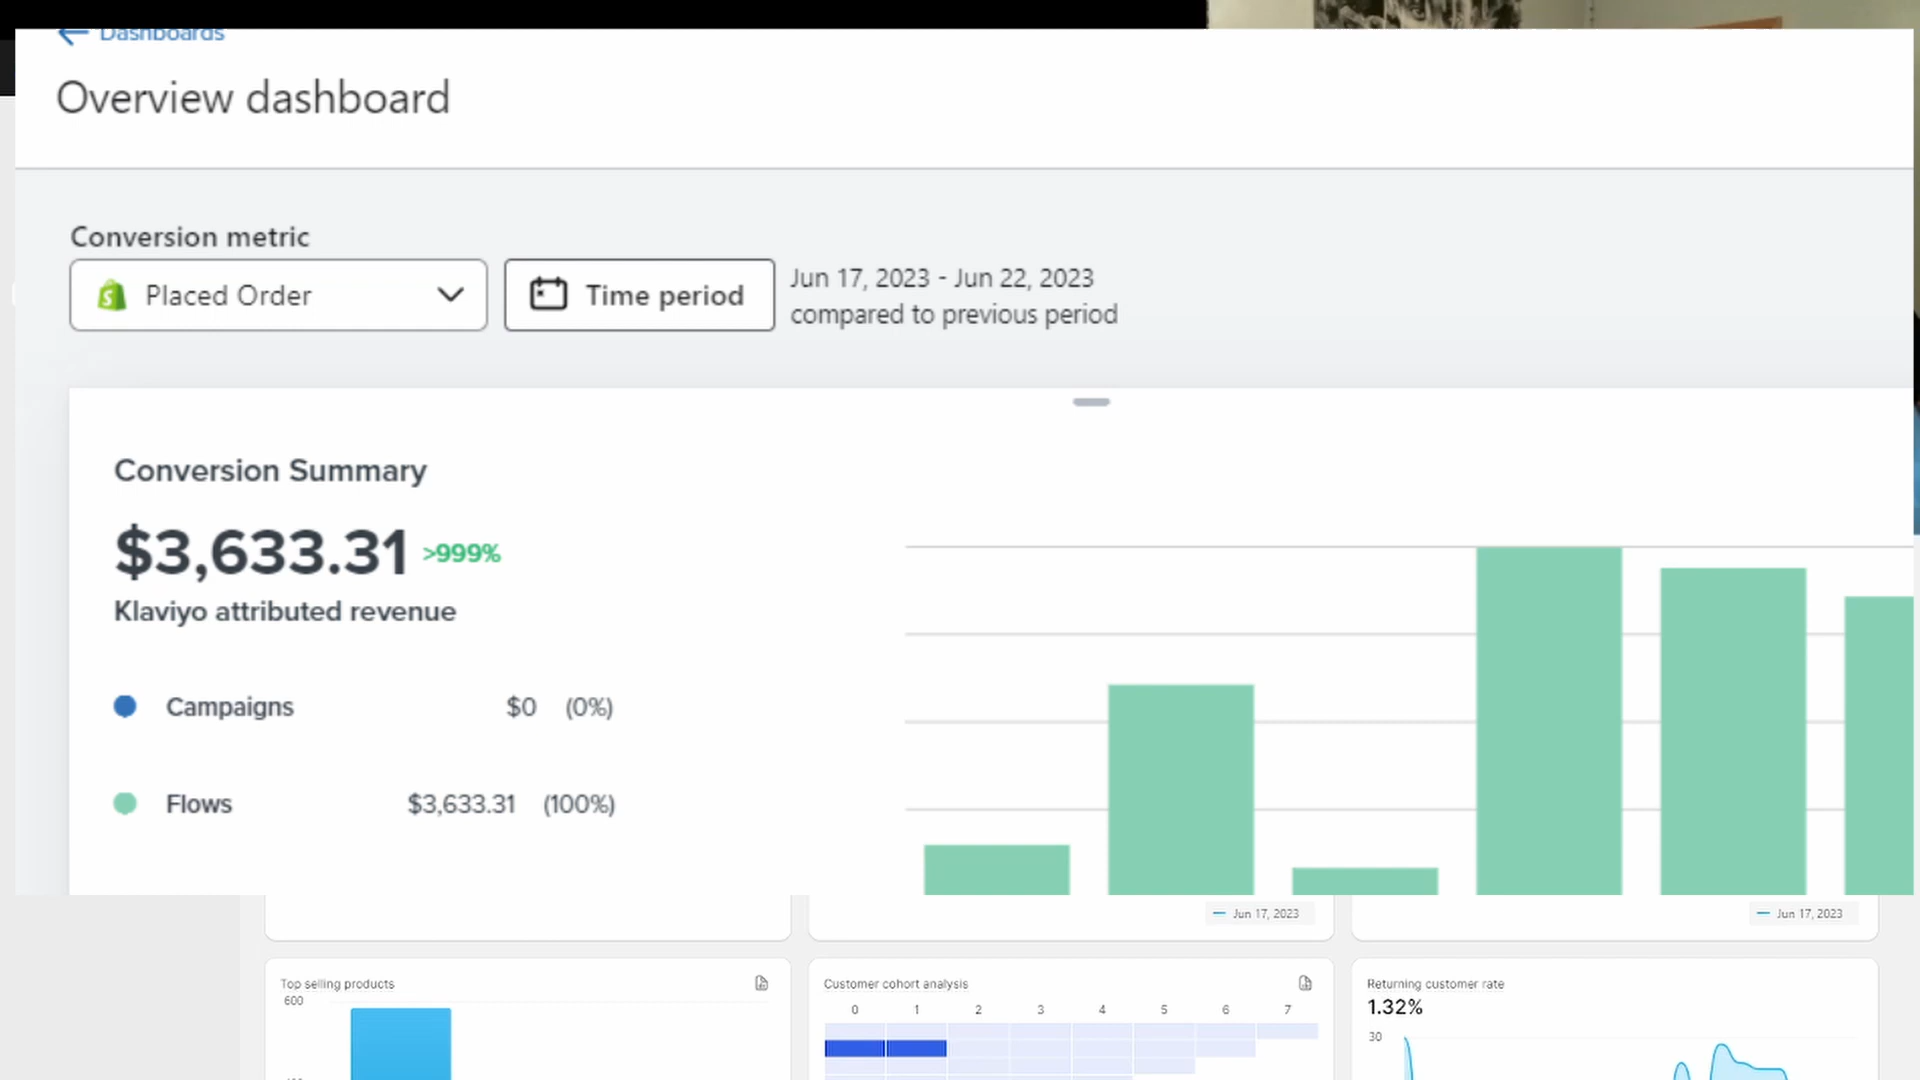 Dashboards
Overview dashboard
Conversion metric
Placed Order
Time period
Jun 17, 2023 - Jun 22, 2023
compared to previous period
Conversion Summary
$3,633.31 >999%
Klaviyo attributed revenue
Campaigns $0 (0%)
Flows $3,633.31 (100%)
Jun 17, 2023
Jun 17, 2023
Top selling products
600
Customer cohort analysis
0 1 2 3 4 5 6 7
Returning customer rate
1.32%
30